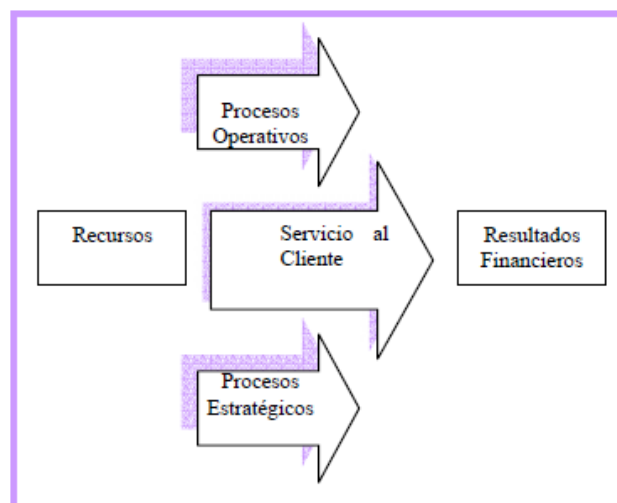 Procesos
Operativos
Recursos
Servicio al
Cliente
Resultados
Financieros
Procesos
Estratégicos